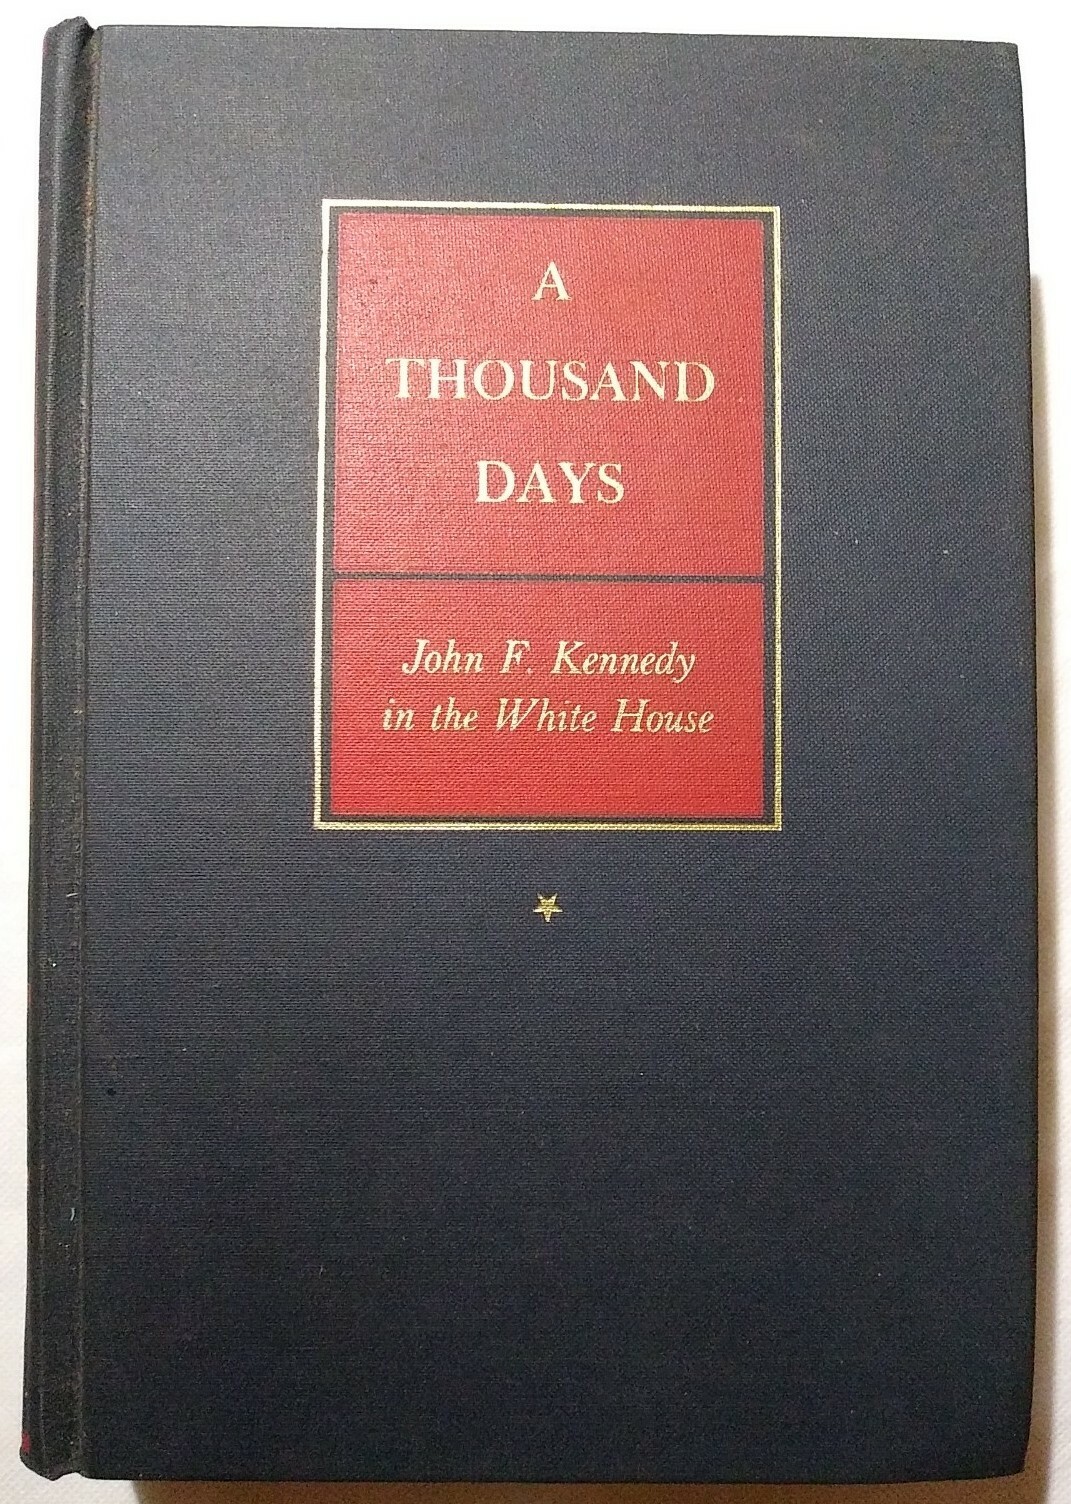 A
THOUSAND
DAYS
John F. Kennedy
in the White House